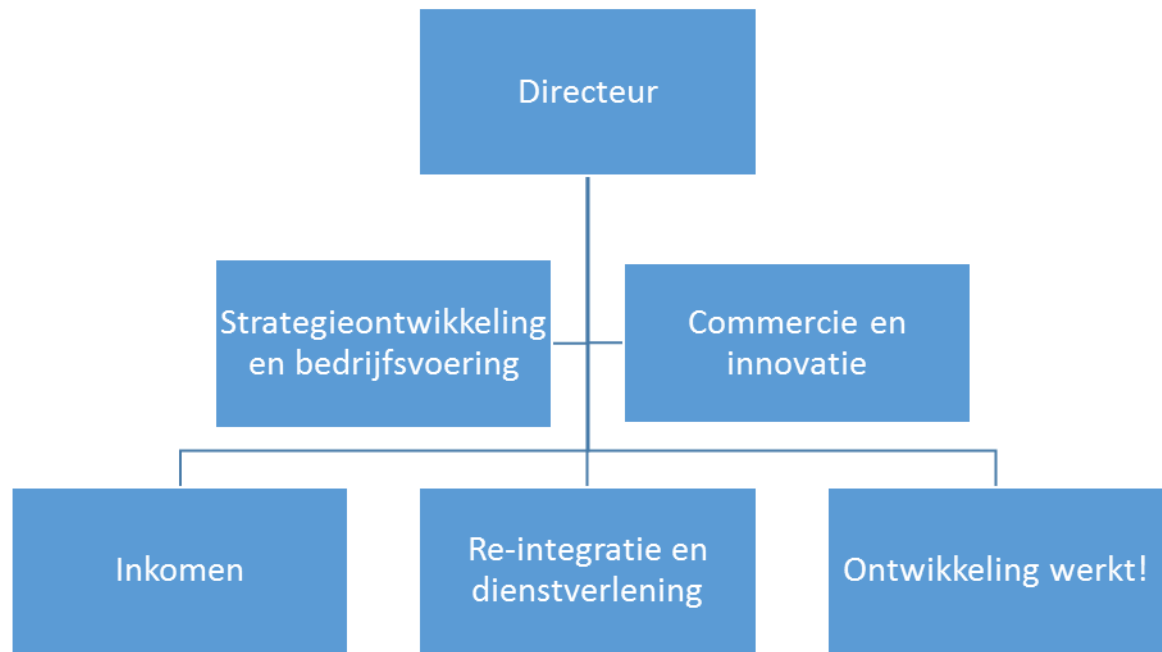 Directeur
Strategieontwikkeling
en bedrijfsvoering
Commercie en
innovatie
Inkomen
Re-integratie en
dienstverlening
Ontwikkeling werkt!